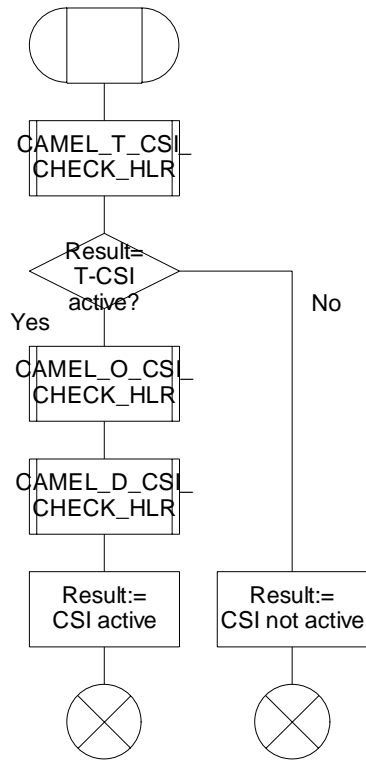 CAMEL_T_CSI_
CHECK_HLR
Result=
T-CSI
active?
Yes
No
CAMEL_O_CSI_
CHECK_HLR
CAMEL_D_CSI_
CHECK_HLR
Result:=
CSI active
Result:=
CSI not active